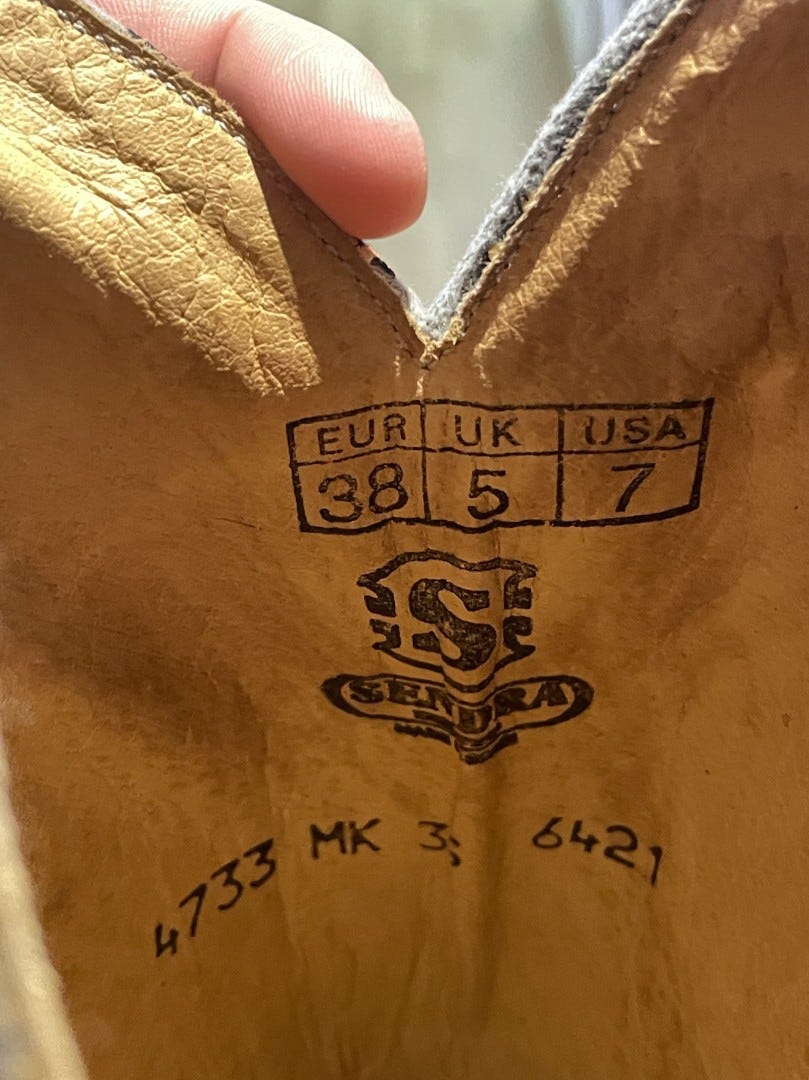 EUR UK USA
38 5 7
S
SENDRA
4733 MK 3; 6421